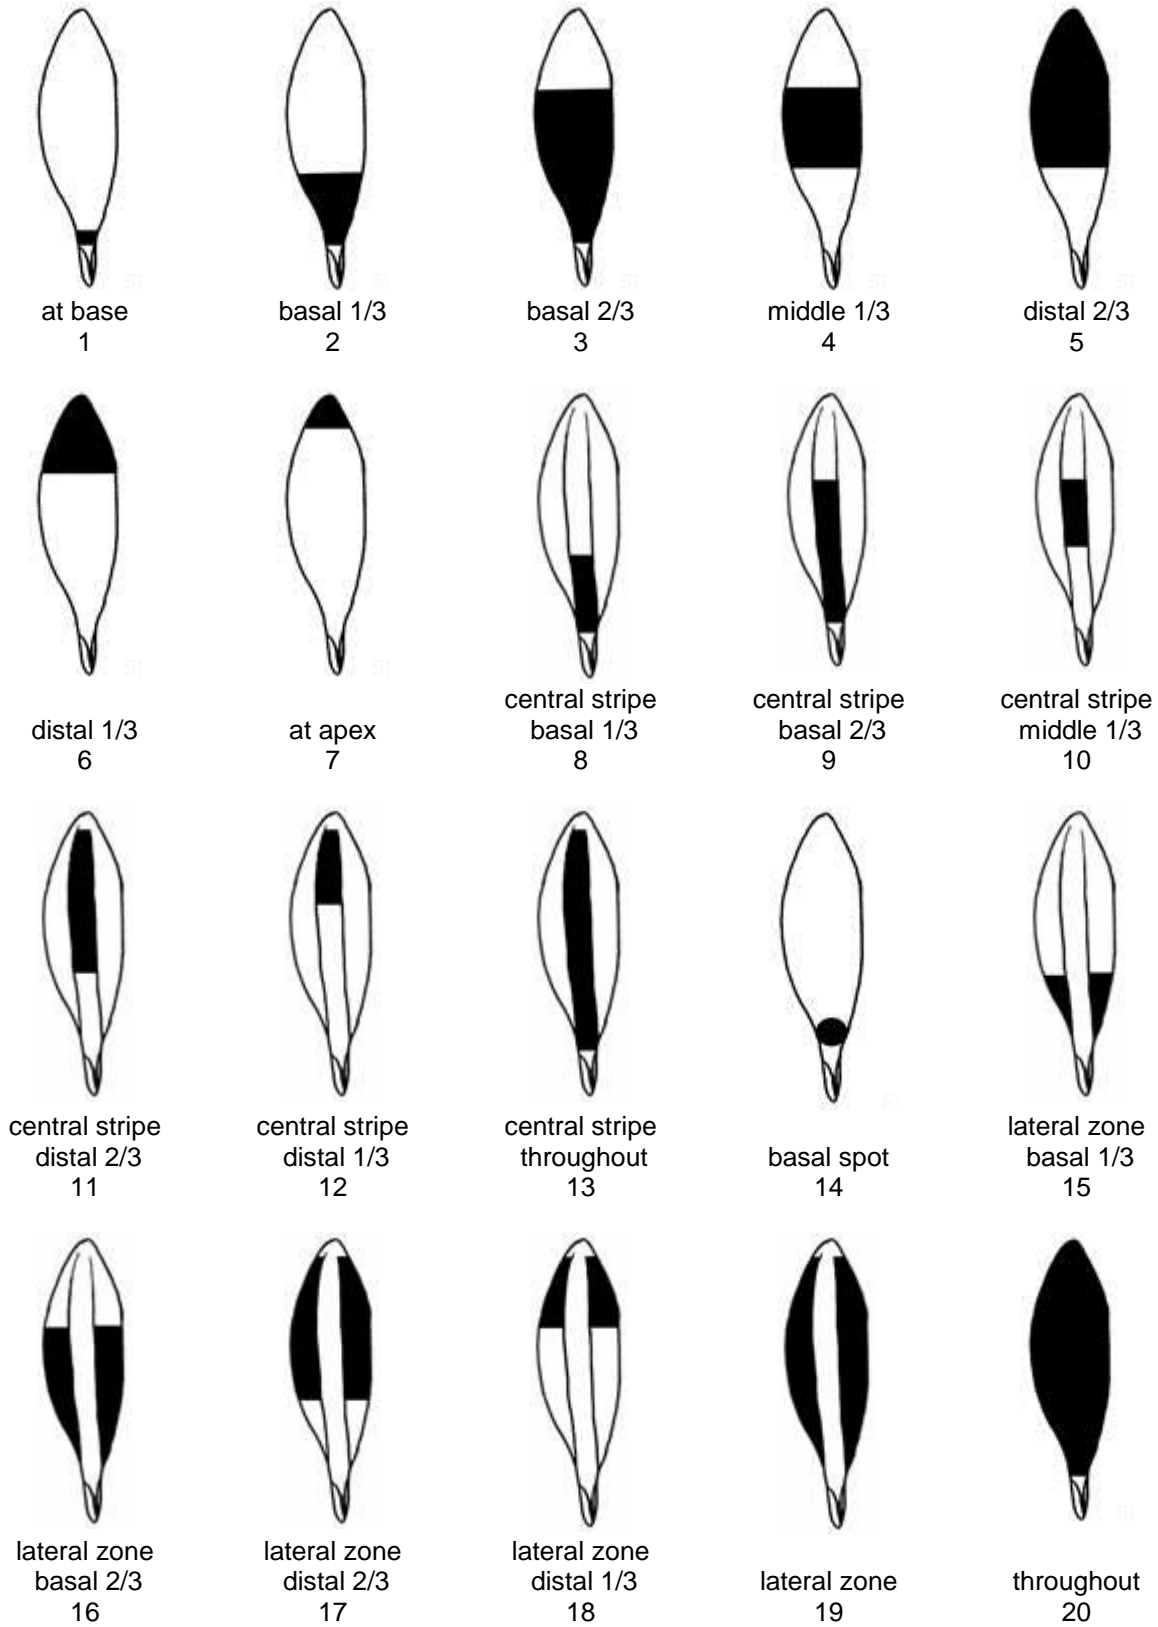 at base
1
basal 1/3
2
basal 2/3
3
middle 1/3
4
distal 2/3
5
distal 1/3
6
at apex
7
central stripe
basal 1/3
8
central stripe
basal 2/3
9
central stripe
middle 1/3
10
central stripe
distal 2/3
11
central stripe
distal 1/3
12
central stripe
throughout
13
basal spot
14
lateral zone
basal 1/3
15
lateral zone
basal 2/3
16
lateral zone
distal 2/3
17
lateral zone
distal 1/3
18
lateral zone
19
throughout
20